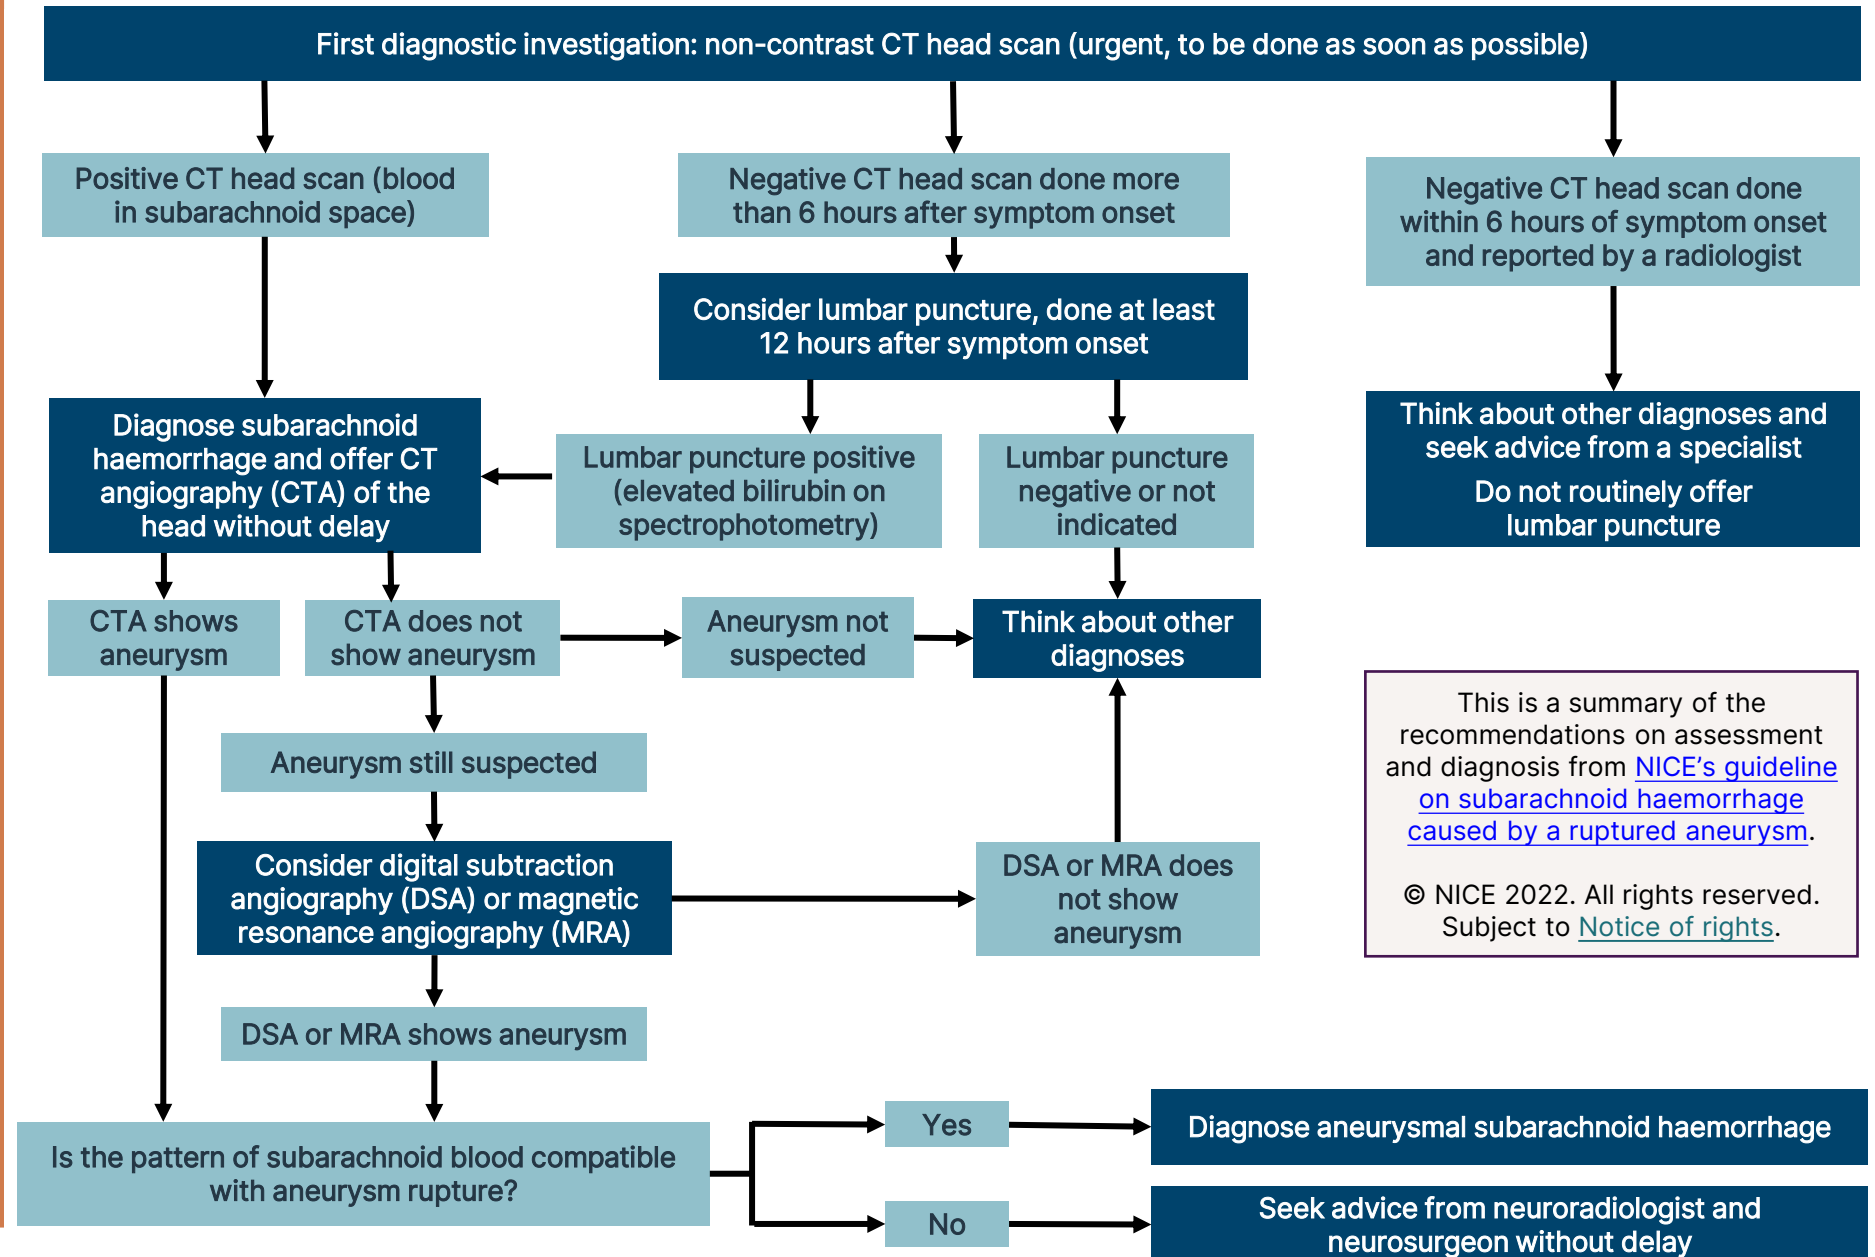 First diagnostic investigation: non-contrast CT head scan (urgent, to be done as soon as possible)
Positive CT head scan (blood
in subarachnoid space)
Negative CT head scan done more
than 6 hours after symptom onset
Negative CT head scan done
within 6 hours of symptom onset
and reported by a radiologist
Consider lumbar puncture, done at least
12 hours after symptom onset
Think about other diagnoses and
seek advice from a specialist
Do not routinely offer
lumbar puncture
Diagnose subarachnoid
haemorrhage and offer CT
angiography (CTA) of the
head without delay
Lumbar puncture positive
(elevated bilirubin on
spectrophotometry)
Lumbar puncture
negative or not
indicated
CTA shows
aneurysm
CTA does not
show aneurysm
Aneurysm not
suspected
Think about other
diagnoses
Aneurysm still suspected
Consider digital subtraction
angiography (DSA) or magnetic
resonance angiography (MRA)
DSA or MRA does
not show
aneurysm
This is a summary of the
recommendations on assessment
and diagnosis from NICE’s guideline
on subarachnoid haemorrhage
caused by a ruptured aneurysm.
© NICE 2022. All rights reserved.
Subject to Notice of rights.
DSA or MRA shows aneurysm
Is the pattern of subarachnoid blood compatible
with aneurysm rupture?
Yes
Diagnose aneurysmal subarachnoid haemorrhage
No
Seek advice from neuroradiologist and
neurosurgeon without delay